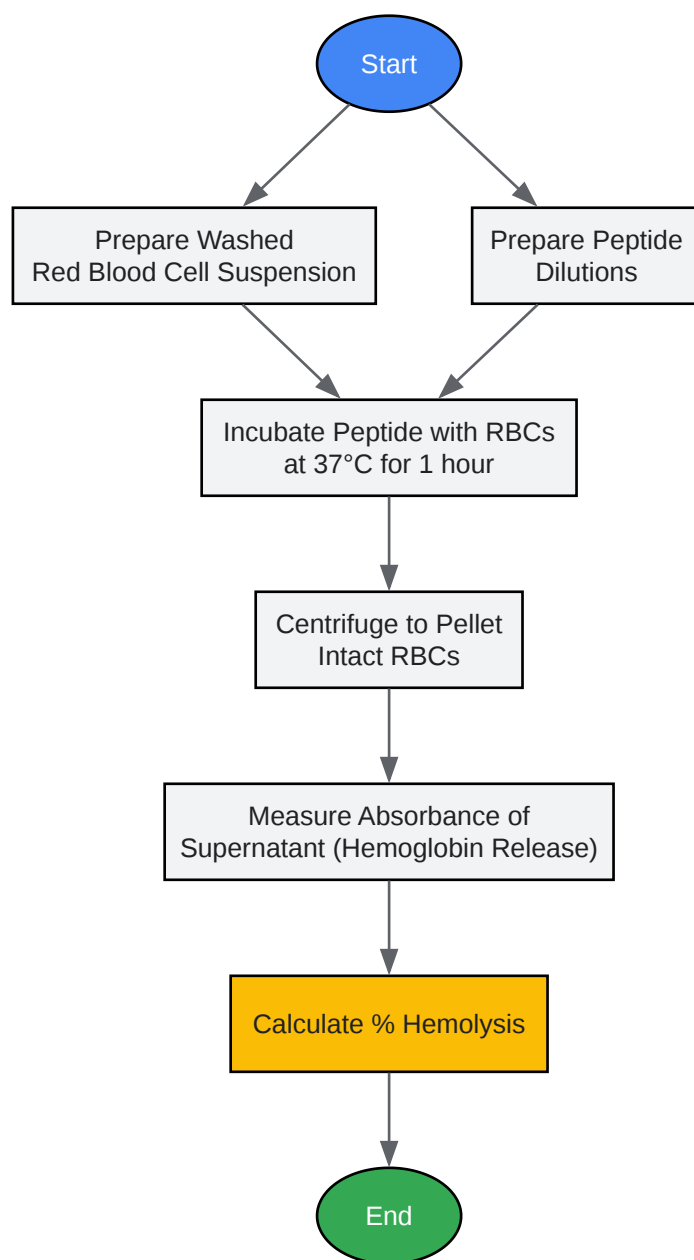 Start
Prepare Washed
Red Blood Cell Suspension
Prepare Peptide
Dilutions
Incubate Peptide with RBCs
at 37°C for 1 hour
Centrifuge to Pellet
Intact RBCs
Measure Absorbance of
Supernatant (Hemoglobin Release)
Calculate % Hemolysis
End